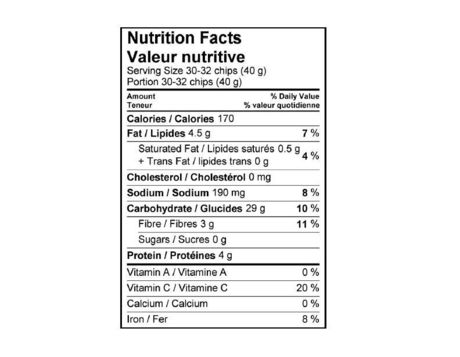 Nutrition Facts
Valeur nutritive
Serving Size 30-32 chips (40 g)
Portion 30-32 chips (40 g)
Amount % Daily Value
Teneur % valeur quotidienne
Calories / Calories 170
Fat / Lipides 4.5 g 7 %
Saturated Fat / Lipides saturés 0.5 g
+ Trans Fat / lipides trans 0 g 4 %
Cholesterol / Cholestérol 0 mg
Sodium / Sodium 190 mg 8 %
Carbohydrate / Glucides 29 g 10 %
Fibre / Fibres 3 g 11 %
Sugars / Sucres 0 g
Protein / Protéines 4 g
Vitamin A / Vitamine A 0 %
Vitamin C / Vitamine C 20 %
Calcium / Calcium 0 %
Iron / Fer 8 %